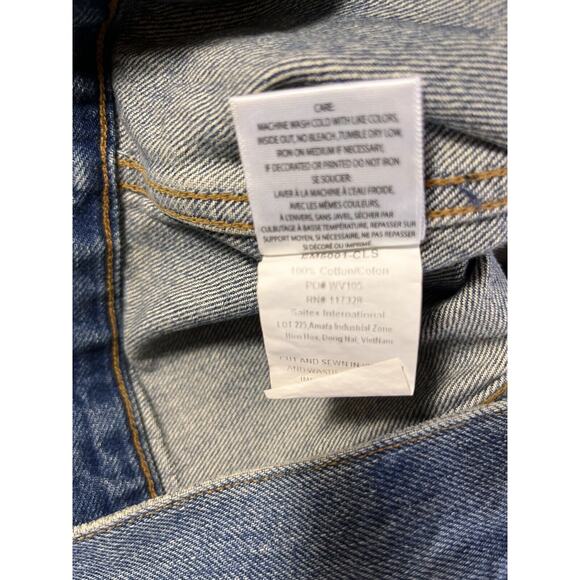 CARE:
MACHINE WASH COLD WITH LIKE COLORS,
INSIDE OUT, NO BLEACH, TUMBLE DRY LOW,
IRON ON MEDIUM IF NECESSARY,
IF DECORATED OR PRINTED DO NOT IRON
SE SOUCIER:
LAVER À LA MACHINE À L'EAU FROIDE,
AVEC LES MÊMES COULEURS,
À L'ENVERS, SANS JAVEL, SÉCHER PAR
CULBUTAGE À BASSE TEMPÉRATURE, REPASSER SUR
SUPPORT MOYEN, SI NÉCESSAIRE, NE PAS REPASSER
SI DÉCORÉ OU IMPRIMÉ
100% Cotton/Coton
PO# WV105
RN# 117328
Saitex International
LOT 225, Amata Industrial Zone
Bien Hoa, Dong Nai, VietNam
CUT AND SEWN IN